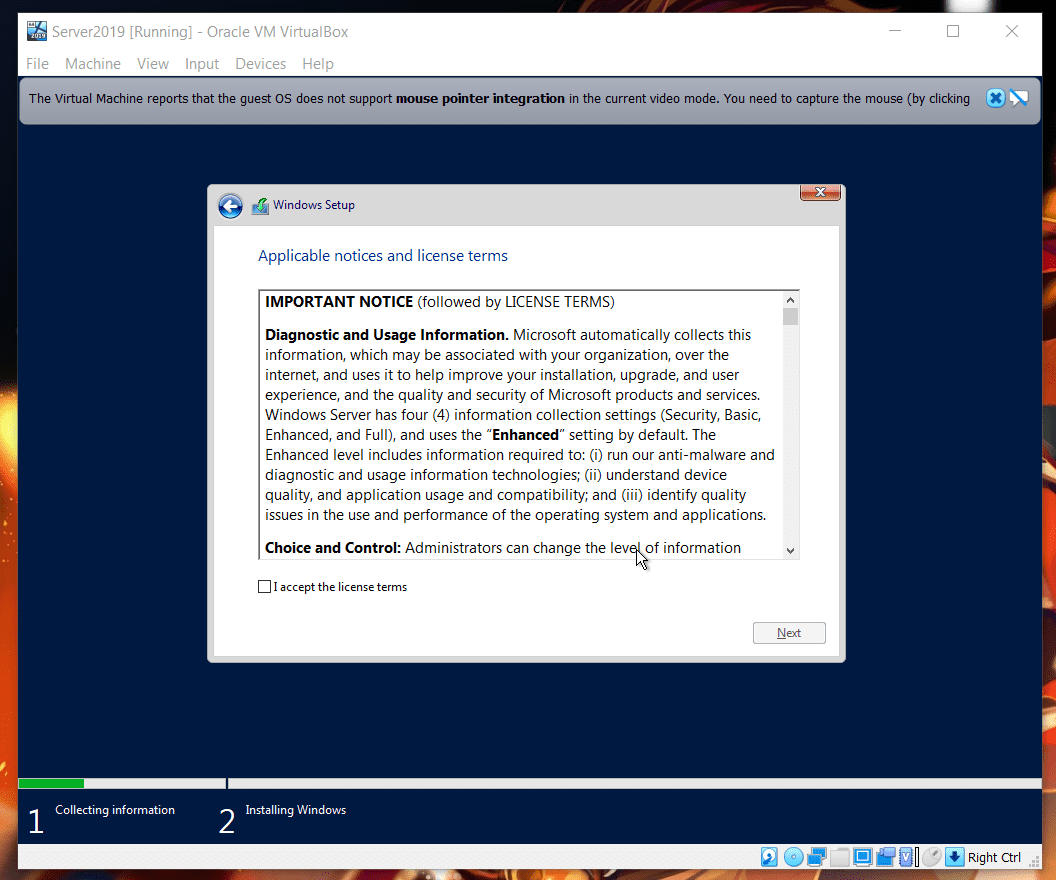 Server2019 [Running] - Oracle VM VirtualBox
File Machine View Input Devices Help
The Virtual Machine reports that the guest OS does not support mouse pointer integration in the current video mode. You need to capture the mouse (by clicking
Windows Setup
Applicable notices and license terms
IMPORTANT NOTICE (followed by LICENSE TERMS)
Diagnostic and Usage Information. Microsoft automatically collects this
information, which may be associated with your organization, over the
internet, and uses it to help improve your installation, upgrade, and user
experience, and the quality and security of Microsoft products and services.
Windows Server has four (4) information collection settings (Security, Basic,
Enhanced, and Full), and uses the “Enhanced” setting by default. The
Enhanced level includes information required to: (i) run our anti-malware and
diagnostic and usage information technologies; (ii) understand device
quality, and application usage and compatibility; and (iii) identify quality
issues in the use and performance of the operating system and applications.
Choice and Control: Administrators can change the level of information
I accept the license terms
Next
1 Collecting information
2 Installing Windows
Right Ctrl